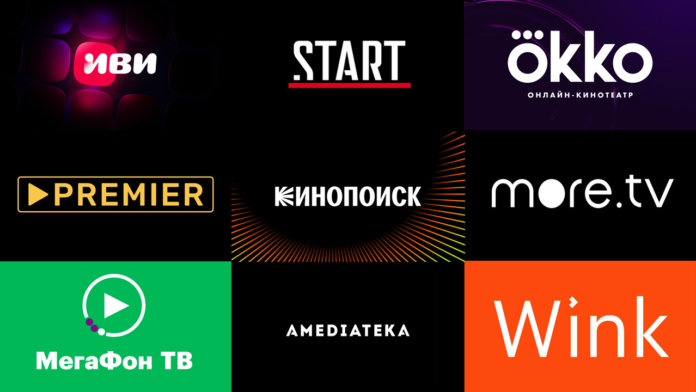 иви
START
ökko
ОНЛАЙН-КИНОТЕАТР
PREMIER
КИНОПОИСК
more.tv
МегаФон ТВ
AMEDIATEKA
Wink